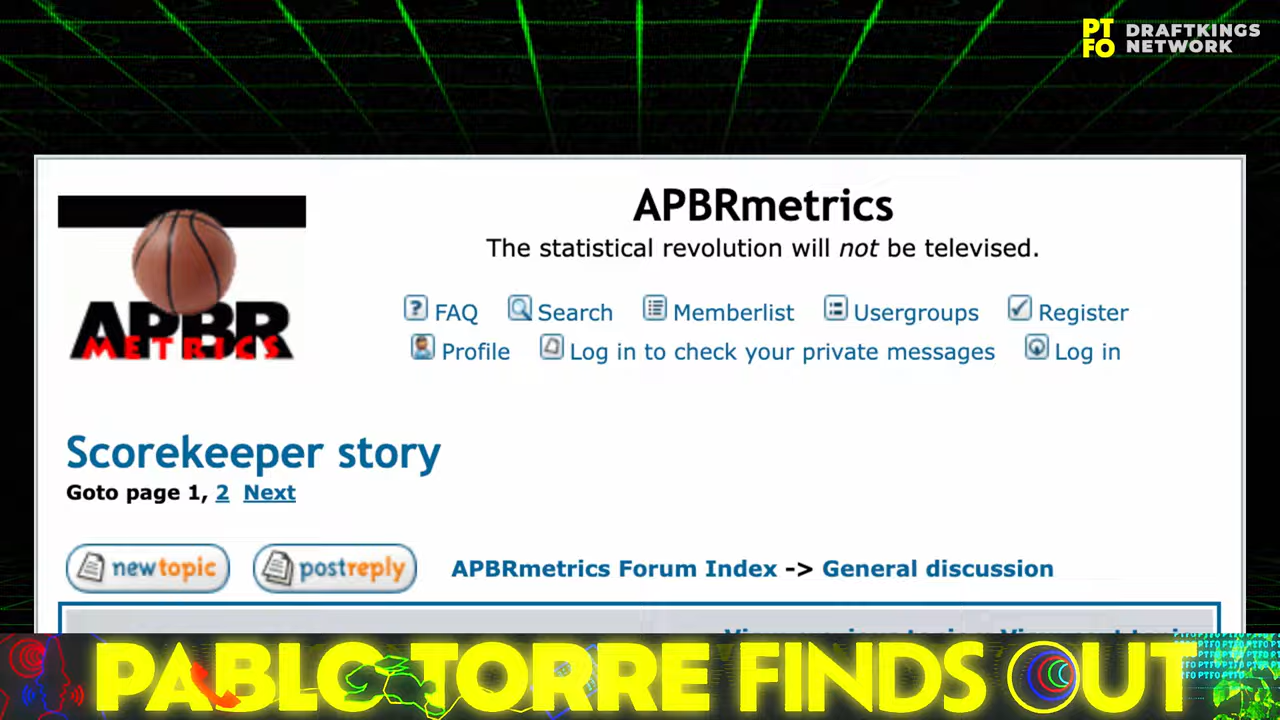 PT FO DRAFTKINGS NETWORK
APBR METRICS
APBRmetrics
The statistical revolution will not be televised.
FAQ Search Memberlist Usergroups Register
Profile Log in to check your private messages Log in
Scorekeeper story
Goto page 1, 2 Next
newtopic postreply APBRmetrics Forum Index -> General discussion
PABLO TORRE FINDS OUT